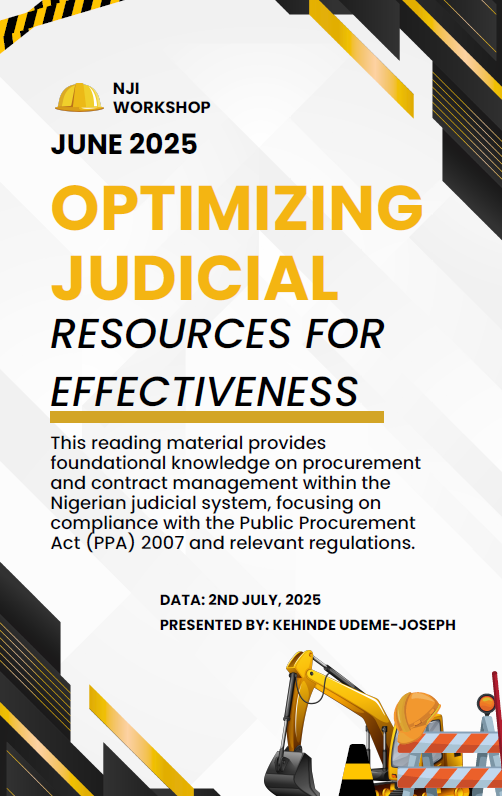 NJI
WORKSHOP
JUNE 2025
OPTIMIZING
JUDICIAL
RESOURCES FOR
EFFECTIVENESS
This reading material provides
foundational knowledge on procurement
and contract management within the
Nigerian judicial system, focusing on
compliance with the Public Procurement
Act (PPA) 2007 and relevant regulations.
DATA: 2ND JULY, 2025
PRESENTED BY: KEHINDE UDEME-JOSEPH